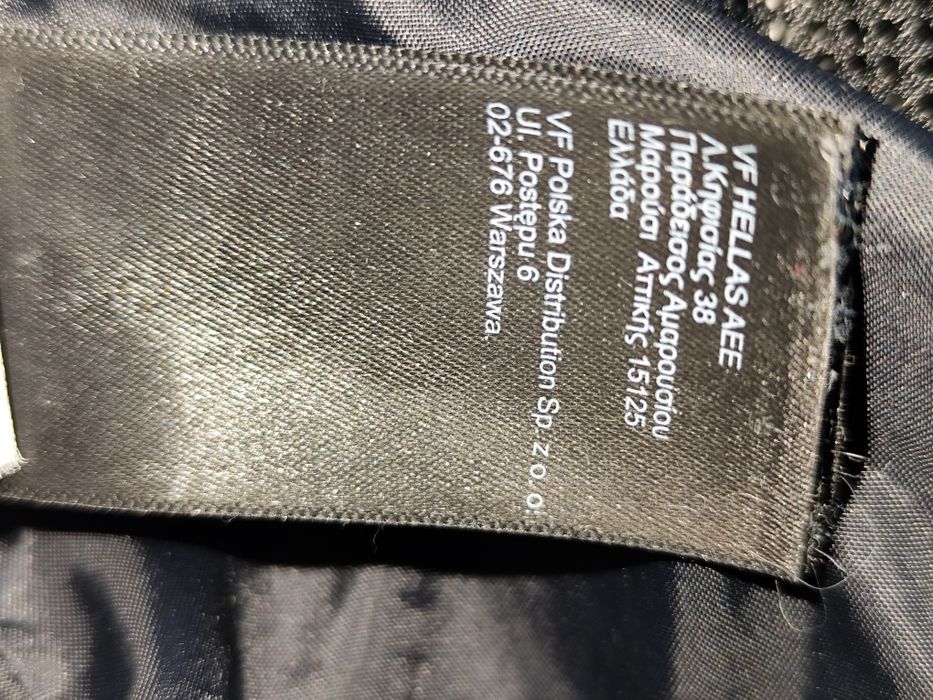 VF HELLAS AEE
Λ.Κηφισίας 38
Παράδεισος Αμαρουσίου
Μαρούσι Αττικής 15125
Ελλάδα
VF Polska Distribution Sp. z o.o.
Ul. Postępu 6
02-676 Warszawa,